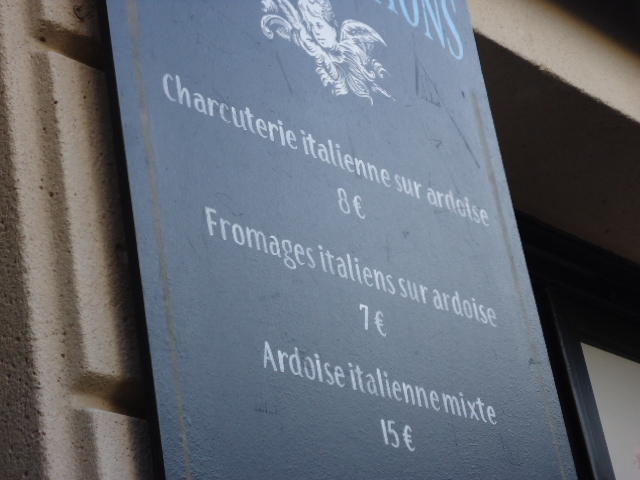 Charcuterie italienne sur ardoise
8€
Fromages italiens sur ardoise
7€
Ardoise italienne mixte
15€